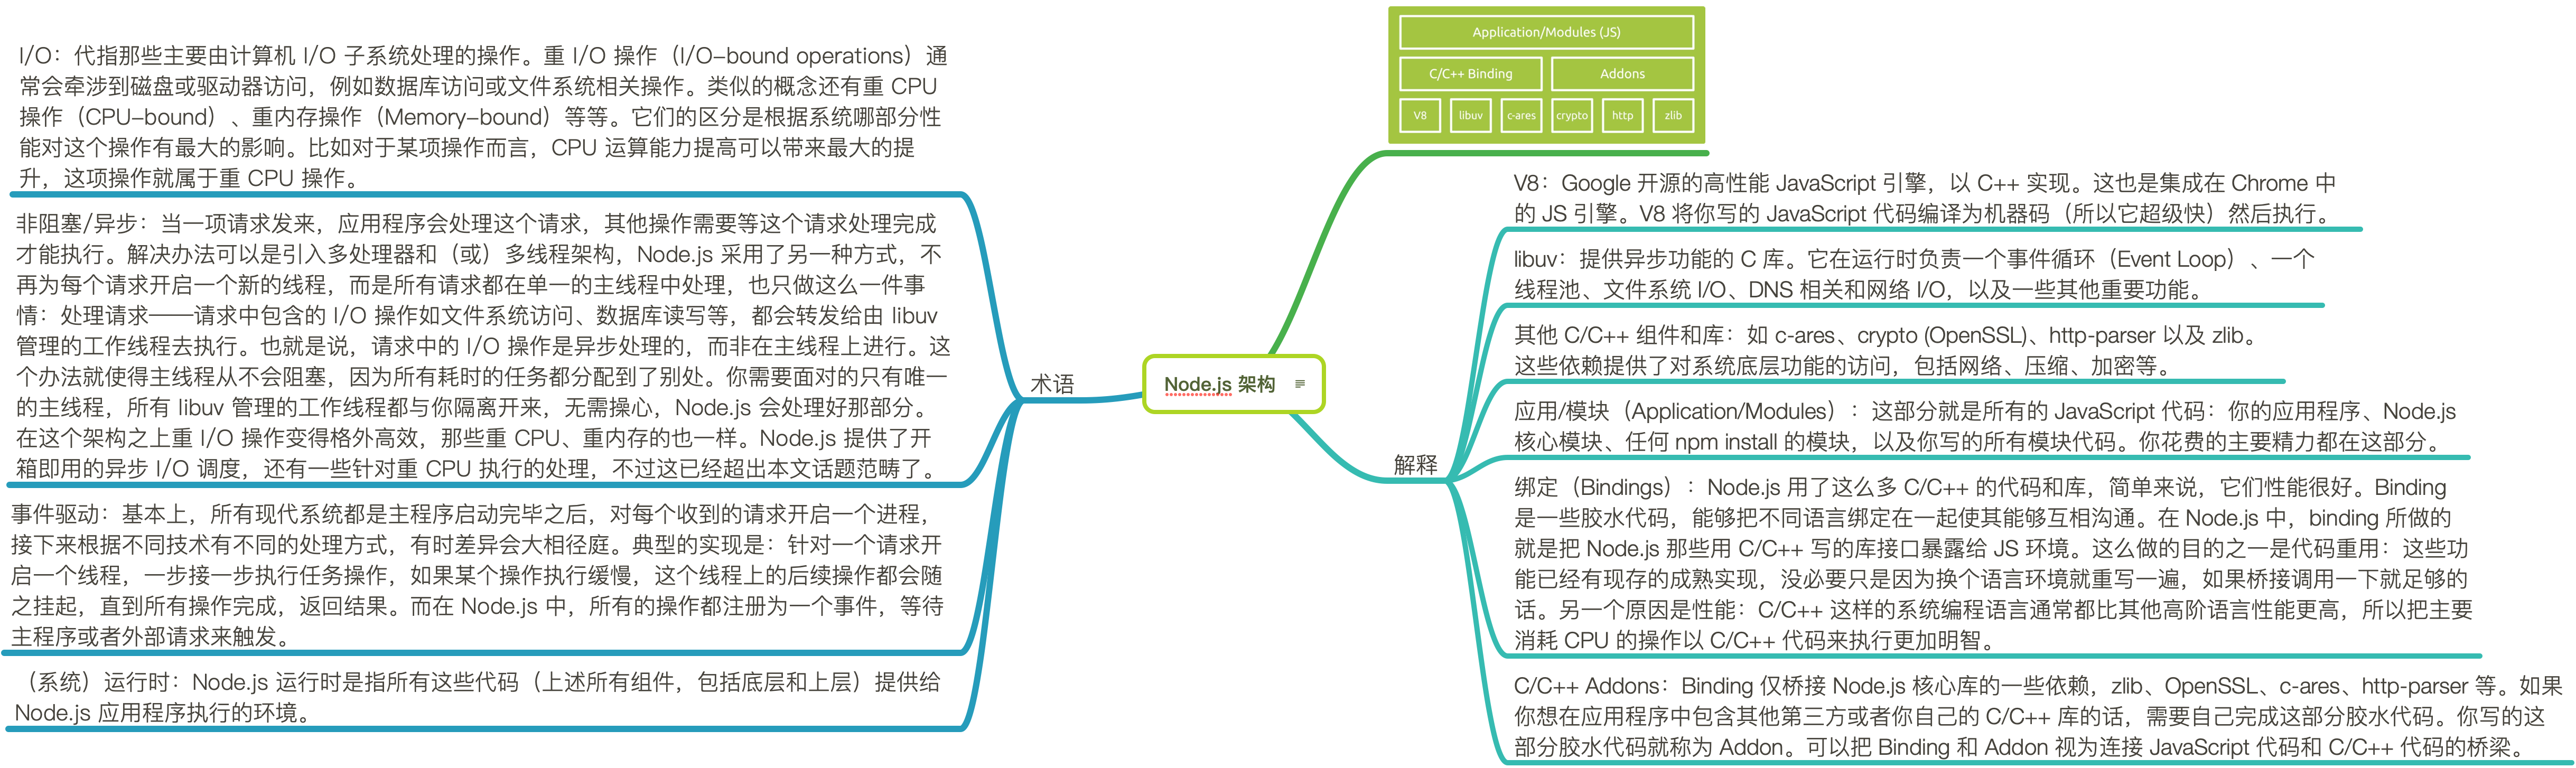 I/O：代指那些主要由计算机 I/O 子系统处理的操作。重 I/O 操作（I/O-bound operations）通
常会牵涉到磁盘或驱动器访问，例如数据库访问或文件系统相关操作。类似的概念还有重 CPU
操作（CPU-bound）、重内存操作（Memory-bound）等等。它们的区分是根据系统哪部分性
能对这个操作有最大的影响。比如对于某项操作而言，CPU 运算能力提高可以带来最大的提
升，这项操作就属于重 CPU 操作。
非阻塞/异步：当一项请求发来，应用程序会处理这个请求，其他操作需要等这个请求处理完成
才能执行。解决办法可以是引入多处理器和（或）多线程架构，Node.js 采用了另一种方式，不
再为每个请求开启一个新的线程，而是所有请求都在单一的主线程中处理，也只做这么一件事
情：处理请求——请求中包含的 I/O 操作如文件系统访问、数据库读写等，都会转发给由 libuv
管理的工作线程去执行。也就是说，请求中的 I/O 操作是异步处理的，而非在主线程上进行。这
个办法就使得主线程从不会阻塞，因为所有耗时的任务都分配到了别处。你需要面对的只有唯一
的主线程，所有 libuv 管理的工作线程都与你隔离开来，无需操心，Node.js 会处理好那部分。
在这个架构之上重 I/O 操作变得格外高效，那些重 CPU、重内存的也一样。Node.js 提供了开
箱即用的异步 I/O 调度，还有一些针对重 CPU 执行的处理，不过这已经超出本文话题范畴了。
事件驱动：基本上，所有现代系统都是主程序启动完毕之后，对每个收到的请求开启一个进程，
接下来根据不同技术有不同的处理方式，有时差异会大相径庭。典型的实现是：针对一个请求开
启一个线程，一步接一步执行任务操作，如果某个操作执行缓慢，这个线程上的后续操作都会随
之挂起，直到所有操作完成，返回结果。而在 Node.js 中，所有的操作都注册为一个事件，等待
主程序或者外部请求来触发。
（系统）运行时：Node.js 运行时是指所有这些代码（上述所有组件，包括底层和上层）提供给
Node.js 应用程序执行的环境。
术语
Node.js 架构
Application/Modules (JS)
C/C++ Binding
Addons
V8
libuv
c-ares
crypto
http
zlib
解释
V8：Google 开源的高性能 JavaScript 引擎，以 C++ 实现。这也是集成在 Chrome 中
的 JS 引擎。V8 将你写的 JavaScript 代码编译为机器码（所以它超级快）然后执行。
libuv：提供异步功能的 C 库。它在运行时负责一个事件循环（Event Loop）、一个
线程池、文件系统 I/O、DNS 相关和网络 I/O，以及一些其他重要功能。
其他 C/C++ 组件和库：如 c-ares、crypto (OpenSSL)、http-parser 以及 zlib。
这些依赖提供了对系统底层功能的访问，包括网络、压缩、加密等。
应用/模块（Application/Modules）：这部分就是所有的 JavaScript 代码：你的应用程序、Node.js
核心模块、任何 npm install 的模块，以及你写的所有模块代码。你花费的主要精力都在这部分。
绑定（Bindings）：Node.js 用了这么多 C/C++ 的代码和库，简单来说，它们性能很好。Binding
是一些胶水代码，能够把不同语言绑定在一起使其能够互相沟通。在 Node.js 中，binding 所做的
就是把 Node.js 那些用 C/C++ 写的库接口暴露给 JS 环境。这么做的目的之一是代码重用：这些功
能已经有现存的成熟实现，没必要只是因为换个语言环境就重写一遍，如果桥接调用一下就足够的
话。另一个原因是性能：C/C++ 这样的系统编程语言通常都比其他高阶语言性能更高，所以把主要
消耗 CPU 的操作以 C/C++ 代码来执行更加明智。
C/C++ Addons：Binding 仅桥接 Node.js 核心库的一些依赖，zlib、OpenSSL、c-ares、http-parser 等。如果
你想在应用程序中包含其他第三方或者你自己的 C/C++ 库的话，需要自己完成这部分胶水代码。你写的这
部分胶水代码就称为 Addon。可以把 Binding 和 Addon 视为连接 JavaScript 代码和 C/C++ 代码的桥梁。